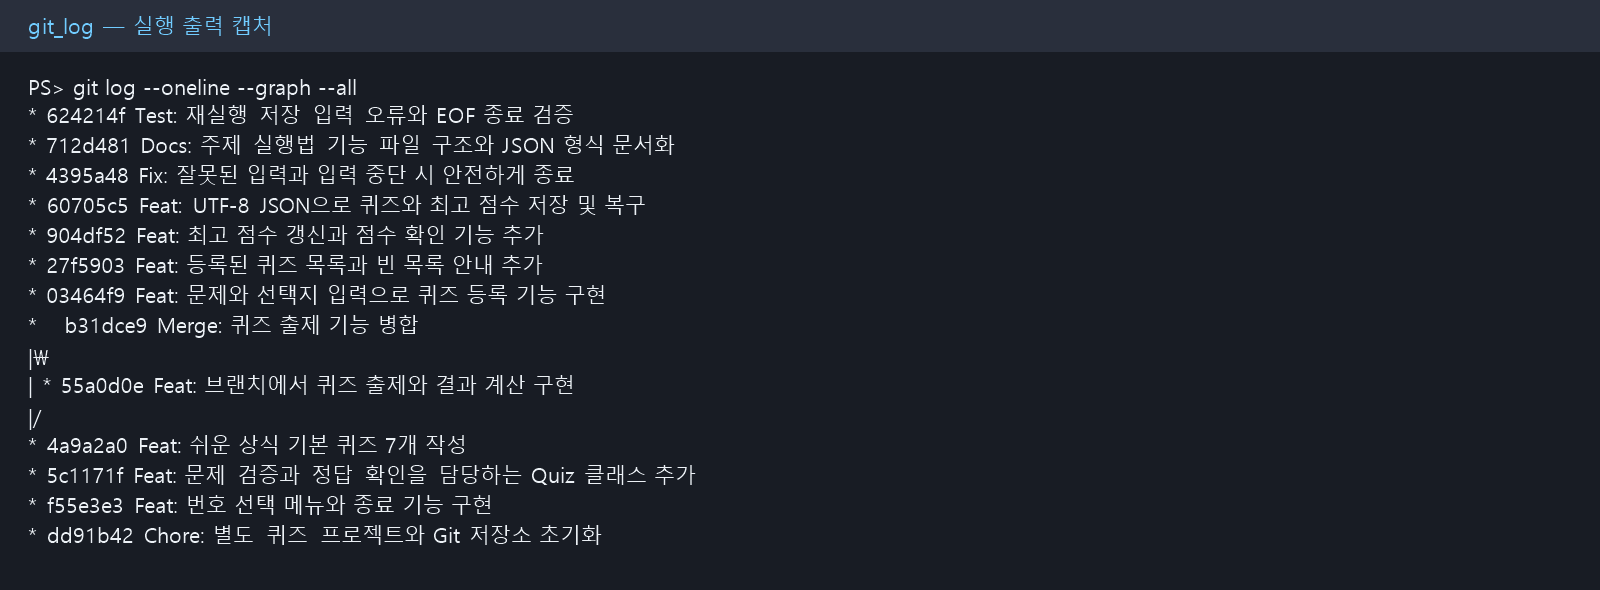 git_log — 실행 출력 캡처
PS> git log --oneline --graph --all
* 624214f Test: 재실행 저장 입력 오류와 EOF 종료 검증
* 712d481 Docs: 주제 실행법 기능 파일 구조와 JSON 형식 문서화
* 4395a48 Fix: 잘못된 입력과 입력 중단 시 안전하게 종료
* 60705c5 Feat: UTF-8 JSON으로 퀴즈와 최고 점수 저장 및 복구
* 904df52 Feat: 최고 점수 갱신과 점수 확인 기능 추가
* 27f5903 Feat: 등록된 퀴즈 목록과 빈 목록 안내 추가
* 03464f9 Feat: 문제와 선택지 입력으로 퀴즈 등록 기능 구현
*   b31dce9 Merge: 퀴즈 출제 기능 병합
|₩
| * 55a0d0e Feat: 브랜치에서 퀴즈 출제와 결과 계산 구현
|/
* 4a9a2a0 Feat: 쉬운 상식 기본 퀴즈 7개 작성
* 5c1171f Feat: 문제 검증과 정답 확인을 담당하는 Quiz 클래스 추가
* f55e3e3 Feat: 번호 선택 메뉴와 종료 기능 구현
* dd91b42 Chore: 별도 퀴즈 프로젝트와 Git 저장소 초기화